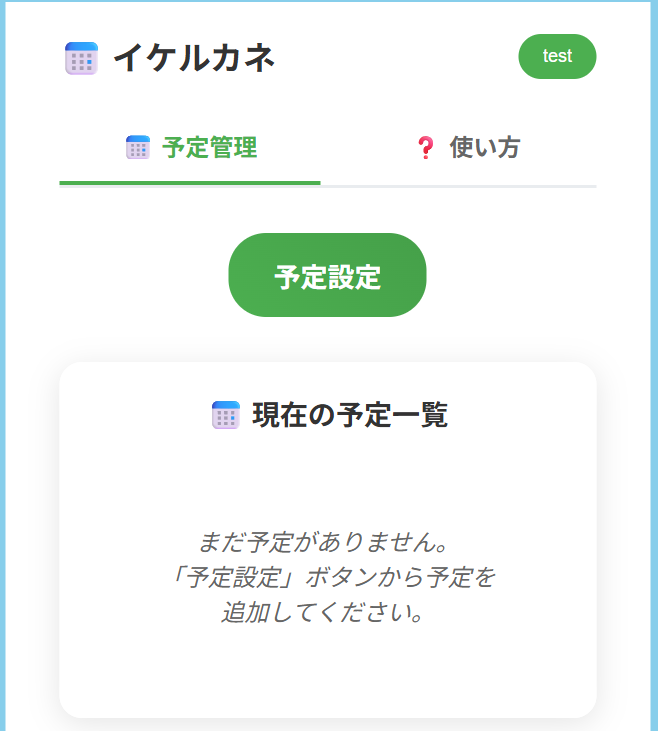 イケルカネ
test
予定管理
使い方
予定設定
現在の予定一覧
まだ予定がありません。
「予定設定」ボタンから予定を
追加してください。